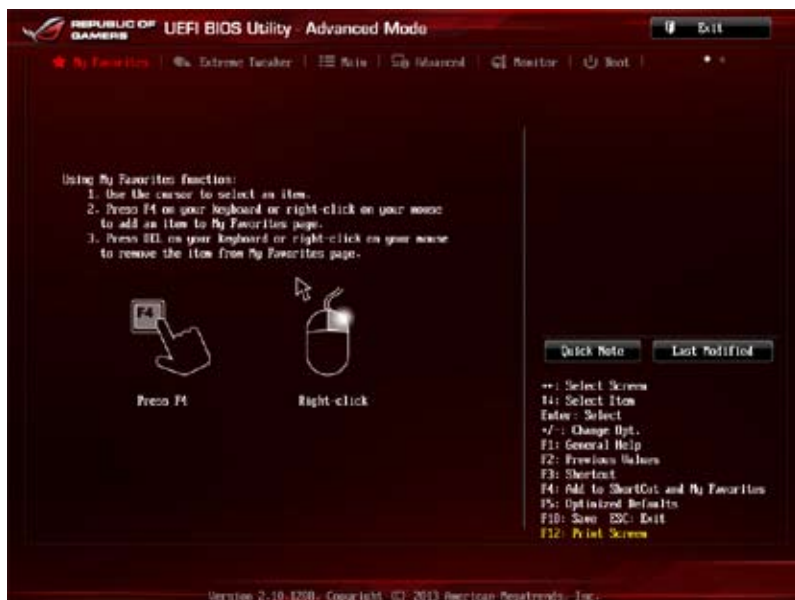 REPUBLIC OF
GAMERS
UEFI BIOS Utility - Advanced Mode
Exit
My Favorites | Extreme Tweaker | Main | Advanced | Monitor | Boot |
Using My Favorites function:
1. Use the cursor to select an item.
2. Press F4 on your keyboard or right-click on your mouse
to add an item to My Favorites page.
3. Press DEL on your keyboard or right-click on your mouse
to remove the item from My Favorites page.
F4
Press F4
Right-click
Quick Note
Last Modified
↔: Select Screen
↑↓: Select Item
Enter: Select
+/-: Change Opt.
F1: General Help
F2: Previous Values
F3: Shortcut
F4: Add to ShortCut and My Favorites
F5: Optimized Defaults
F10: Save ESC: Exit
F12: Print Screen
Version 2.10.1208. Copyright (C) 2013 American Megatrends, Inc.